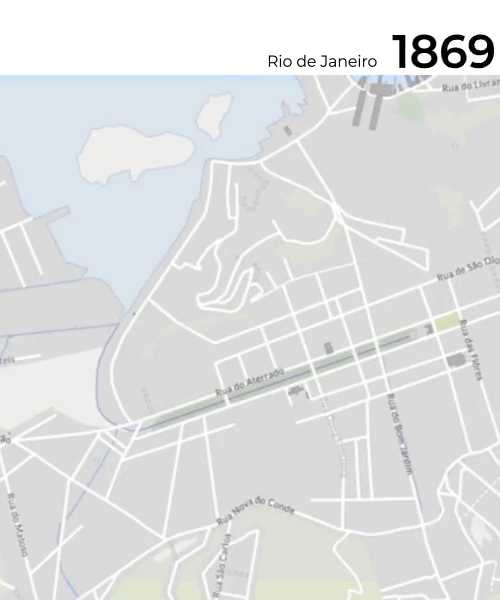 Rio de Janeiro 1869
Rua do Livra
Rua de São Dio
Rua das Flores
Rua do Aterrado
Rua do Bom Jardim
Rua Nova do Conde
Rua do Matoso
Rua São Carlos